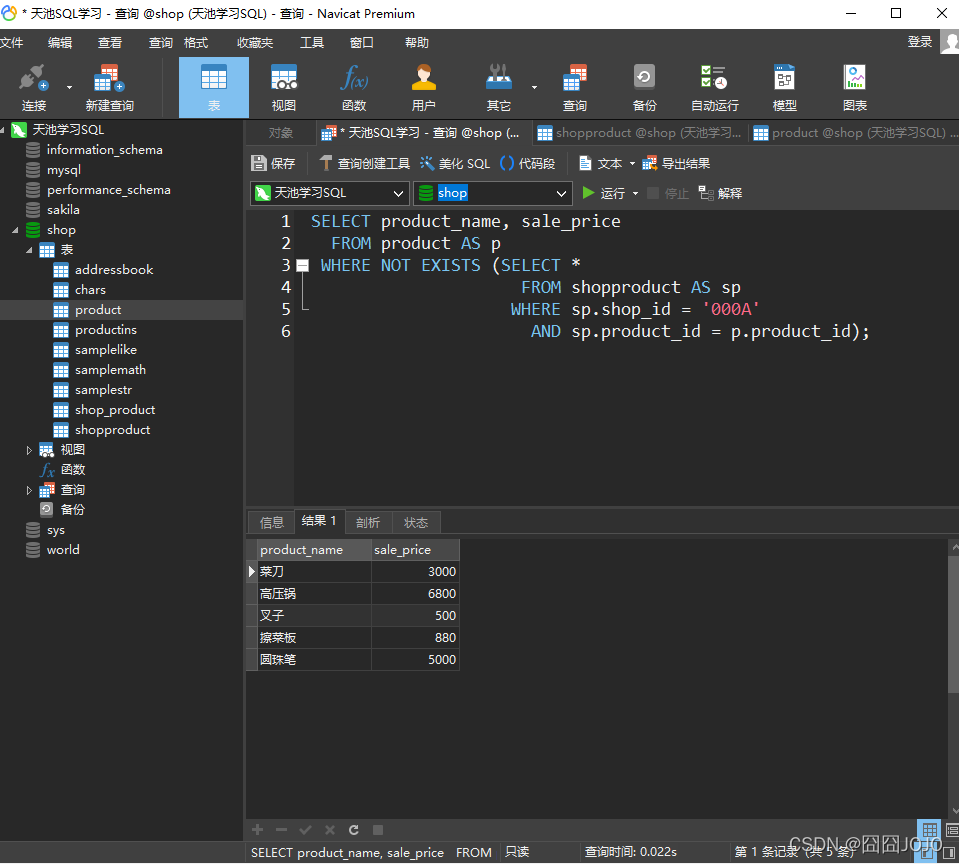 * 天池SQL学习 - 查询 @shop (天池学习SQL) - 查询 - Navicat Premium
文件 编辑 查看 查询 格式 收藏夹 工具 窗口 帮助 登录
连接 新建查询 表 视图 函数 用户 其它 查询 备份 自动运行 模型 图表
天池学习SQL
information_schema
mysql
performance_schema
sakila
shop
表
addressbook
chars
product
productins
samplelike
samplemath
samplestr
shop_product
shopproduct
视图
函数
查询
备份
sys
world
对象 * 天池SQL学习 - 查询 @shop (... shopproduct @shop (天池学习... product @shop (天池学习SQL) ...
保存 查询创建工具 美化 SQL 代码段 文本 导出结果
天池学习SQL shop 运行 停止 解释
1 SELECT product_name, sale_price
2 FROM product AS p
3 WHERE NOT EXISTS (SELECT *
4 FROM shopproduct AS sp
5 WHERE sp.shop_id = '000A'
6 AND sp.product_id = p.product_id);
信息 结果 1 剖析 状态
product_name sale_price
菜刀 3000
高压锅 6800
叉子 500
擦菜板 880
圆珠笔 5000
SELECT product_name, sale_price FROM 只读 查询时间: 0.022s 第 1 条记录 (共 5 条)
CSDN @囧囧JOJO